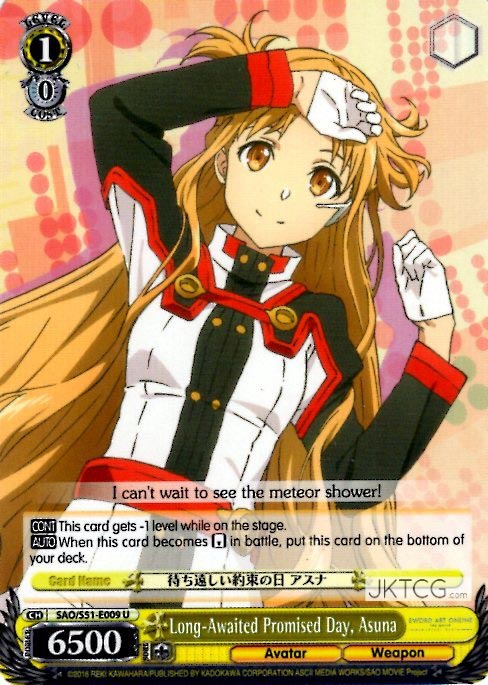 LEVEL
1
0
COST
I can't wait to see the meteor shower!
CONT This card gets -1 level while on the stage.
AUTO When this card becomes in battle, put this card on the bottom of your deck.
Card Name 待ち遠しい約束の日 アスナ
JKTCG.com
CH SAO/S51-E009 U
POWER 6500 SOUL Long-Awaited Promised Day, Asuna
SWORD ART ONLINE
Avatar Weapon
©2016 REKI KAWAHARA/PUBLISHED BY KADOKAWA CORPORATION ASCII MEDIA WORKS/SAO MOVIE Project